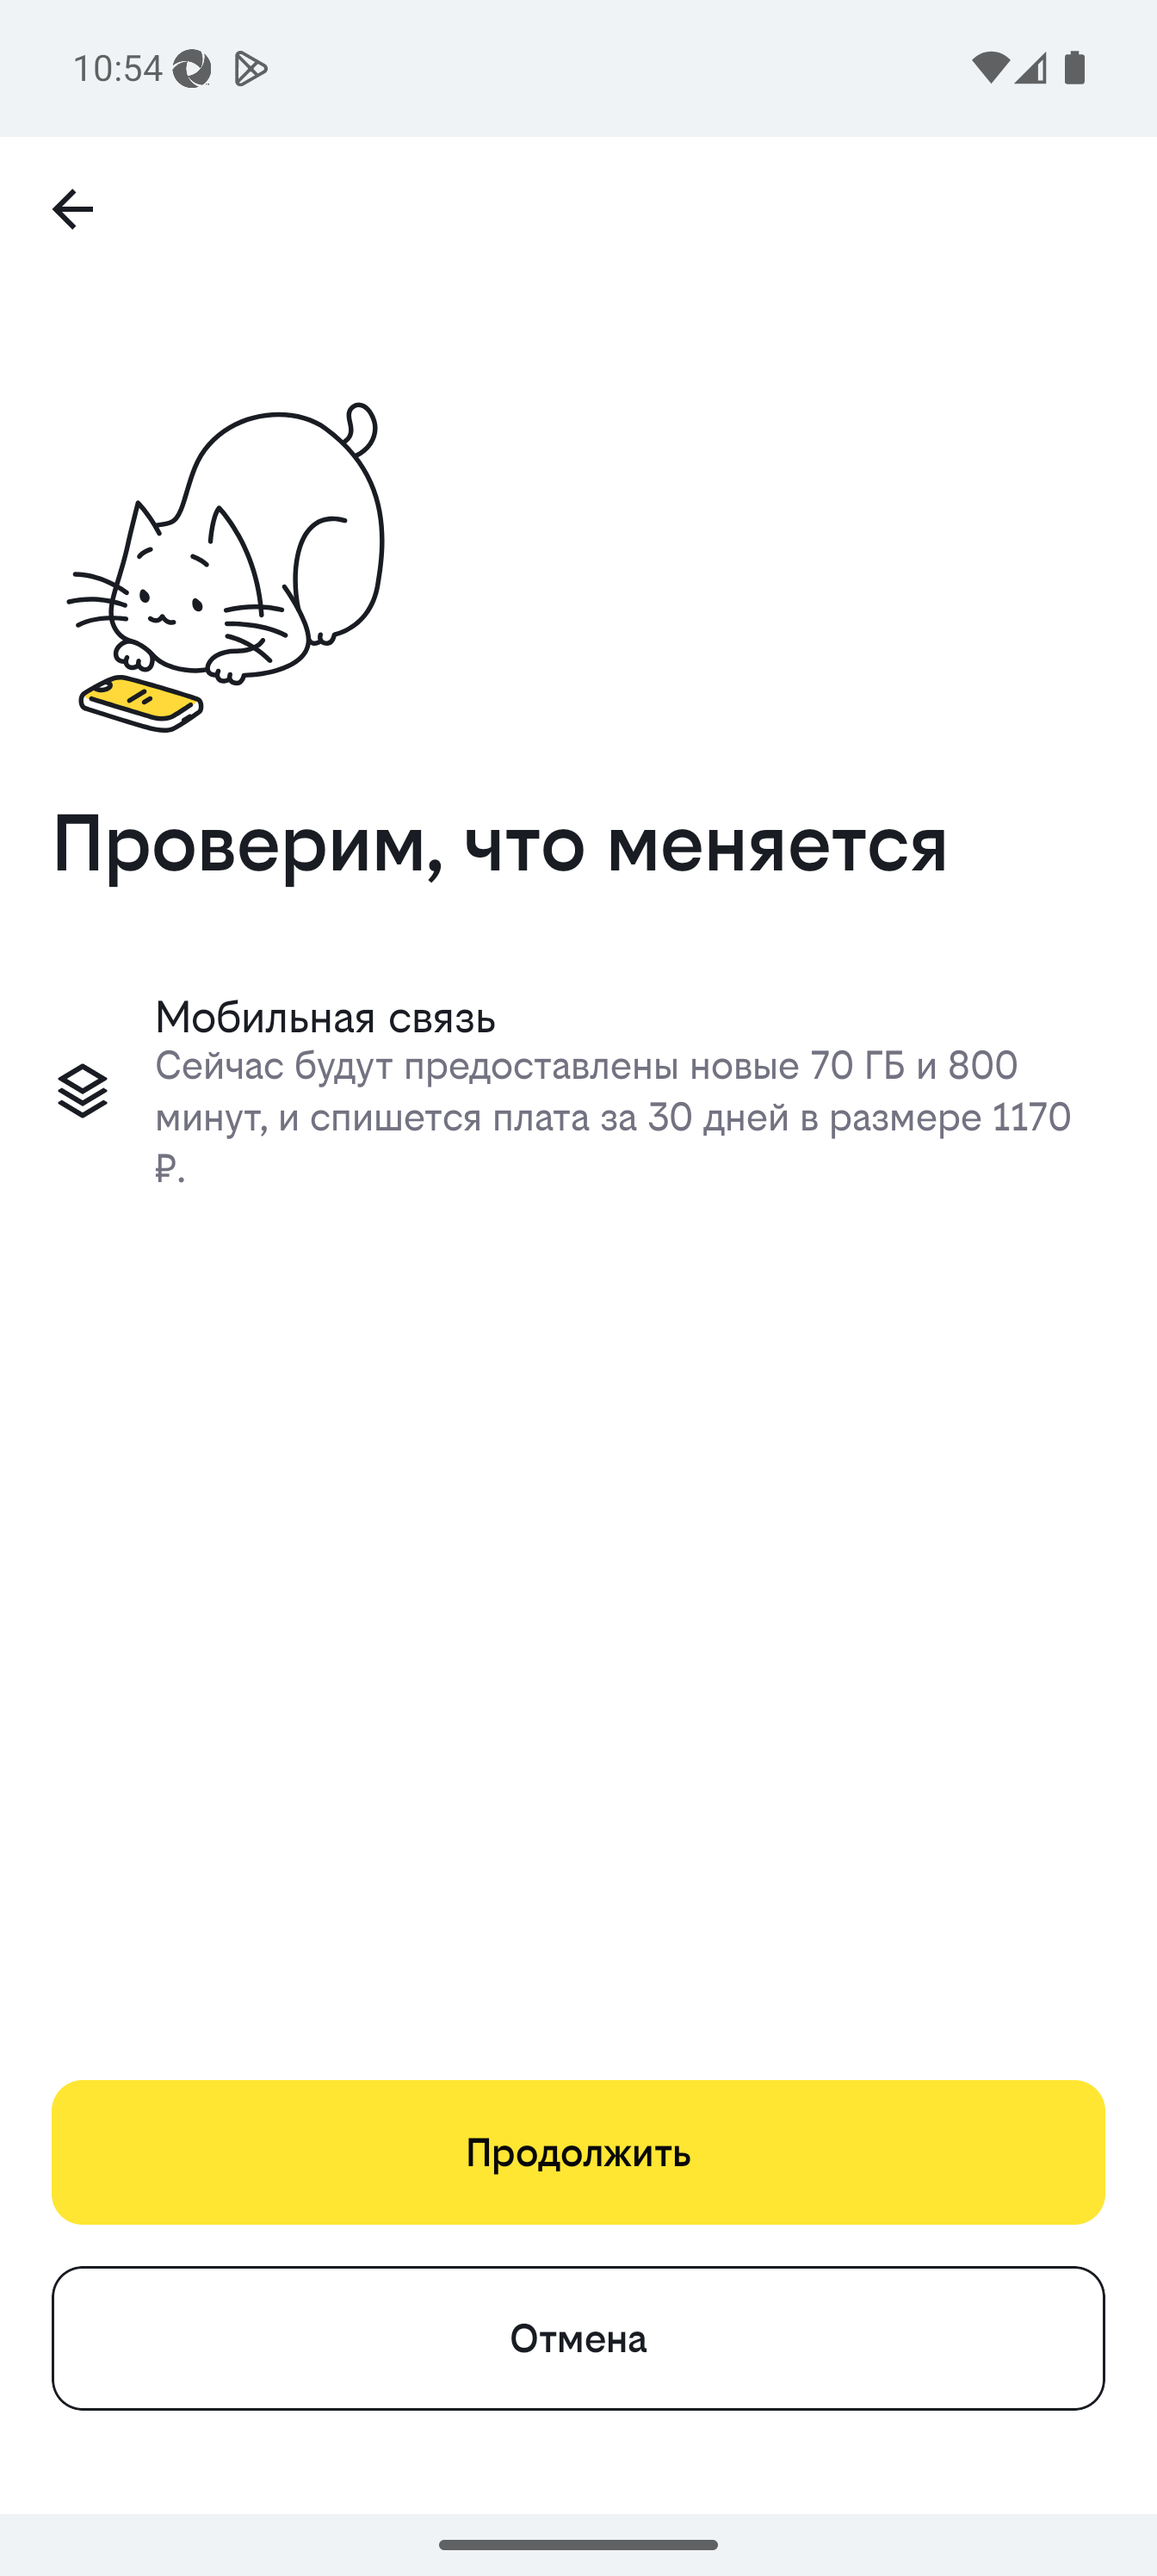 10:54
Проверим, что меняется
Мобильная связь
Сейчас будут предоставлены новые 70 ГБ и 800
минут, и спишется плата за 30 дней в размере 1170
₽.
Продолжить
Отмена